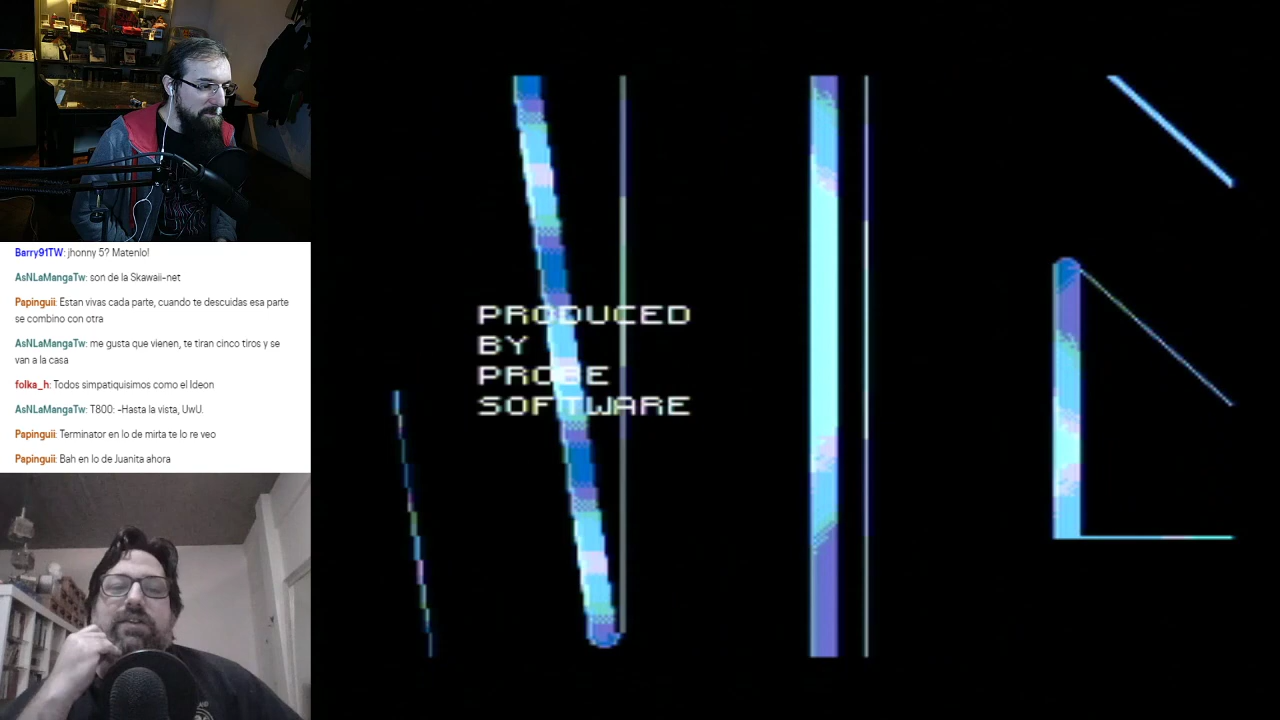 Barry91TW: jhonny 5? Matenlo!
AsNLaMangaTw: son de la Skawaii-net
Papinguii: Estan vivas cada parte, cuando te descuidas esa parte
se combino con otra
AsNLaMangaTw: me gusta que vienen, te tiran cinco tiros y se
van a la casa
folka_h: Todos simpatiquisimos como el Ideon
AsNLaMangaTw: T800: -Hasta la vista, UwU.
Papinguii: Terminator en lo de mirta te lo re veo
Papinguii: Bah en lo de Juanita ahora
PRODUCED
BY
PROBE
SOFTWARE